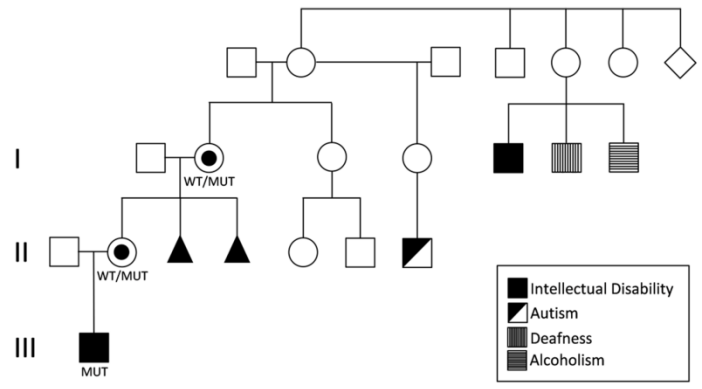 I
WT/MUT
II
WT/MUT
III
MUT
Intellectual Disability
Autism
Deafness
Alcoholism